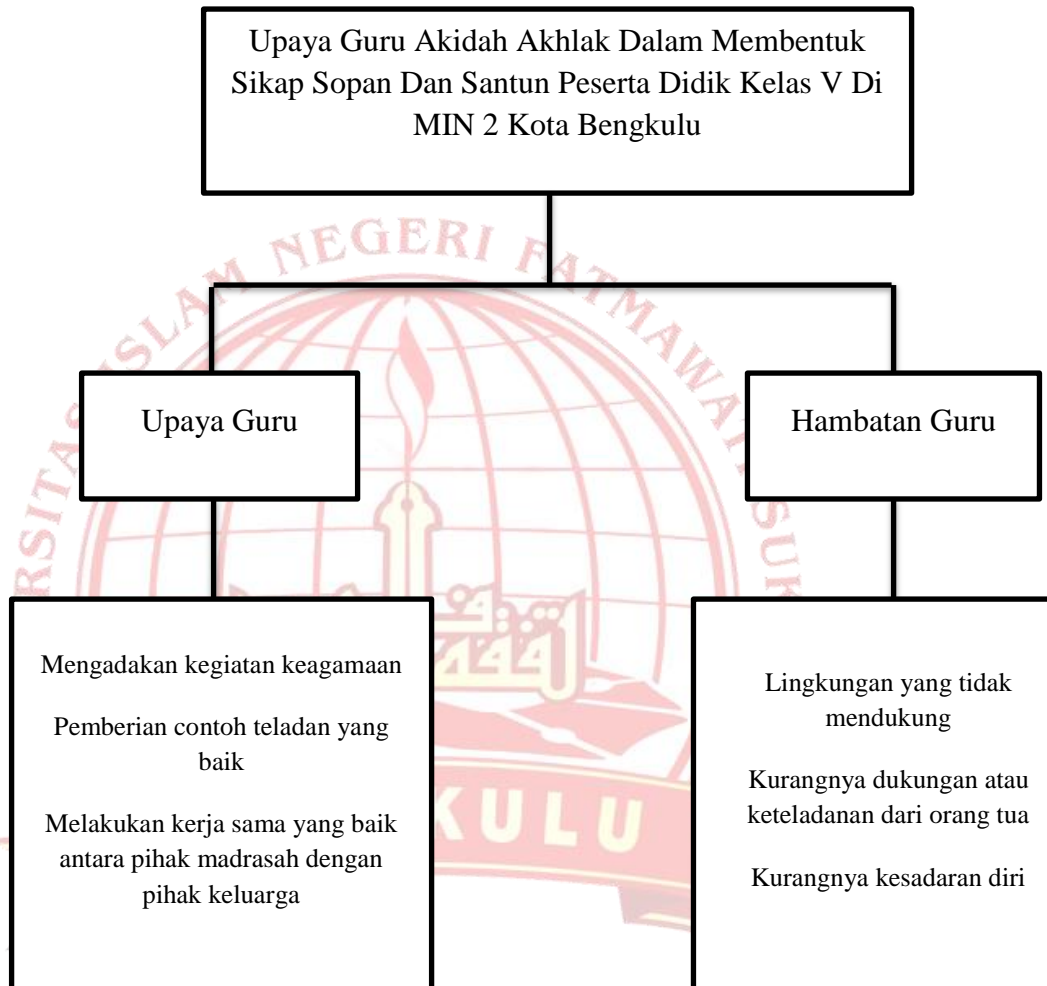 Upaya Guru Akidah Akhlak Dalam Membentuk
Sikap Sopan Dan Santun Peserta Didik Kelas V Di
MIN 2 Kota Bengkulu
NEGERI FATMAWATI SUK
Upaya Guru
Hambatan Guru
Mengadakan kegiatan keagamaan
Pemberian contoh teladan yang
baik
Melakukan kerja sama yang baik
antara pihak madrasah dengan
pihak keluarga
Lingkungan yang tidak
mendukung
Kurangnya dukungan atau
keteladanan dari orang tua
Kurangnya kesadaran diri
KULU